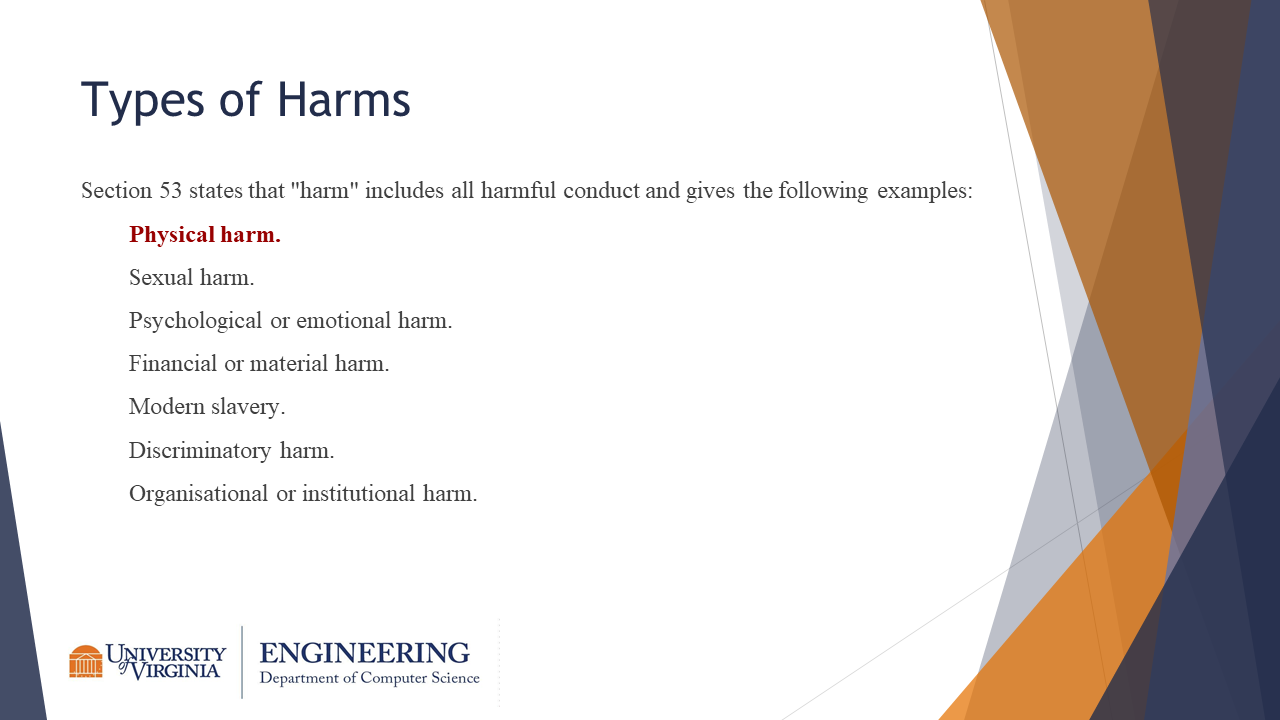 Types of Harms
Section 53 states that "harm" includes all harmful conduct and gives the following examples:
Physical harm.
Sexual harm.
Psychological or emotional harm.
Financial or material harm.
Modern slavery.
Discriminatory harm.
Organisational or institutional harm.
UNIVERSITY
of VIRGINIA
ENGINEERING
Department of Computer Science